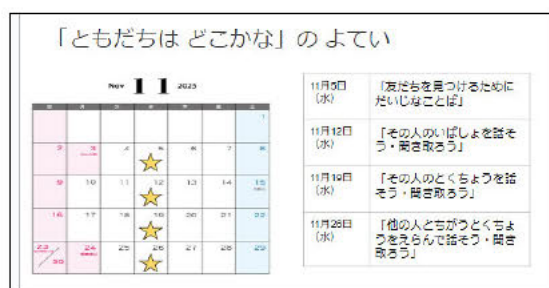 「ともだちは どこかな」の よてい
Nov 11 2025
1
2 3 4 5 6 7 8
9 10 11 12 13 14 15
16 17 18 19 20 21 22
23 24 25 26 27 28 29
30
11月5日
（水）
「友だちを見つけるために
だいじなことば」
11月12日
（水）
「その人のいばしょを話そ
う・聞き取ろう」
11月19日
（水）
「その人のとくちょうを話
そう・聞き取ろう」
11月26日
（水）
「他の人とちがうとくちょ
うをえらんで話そう・聞き
取ろう」